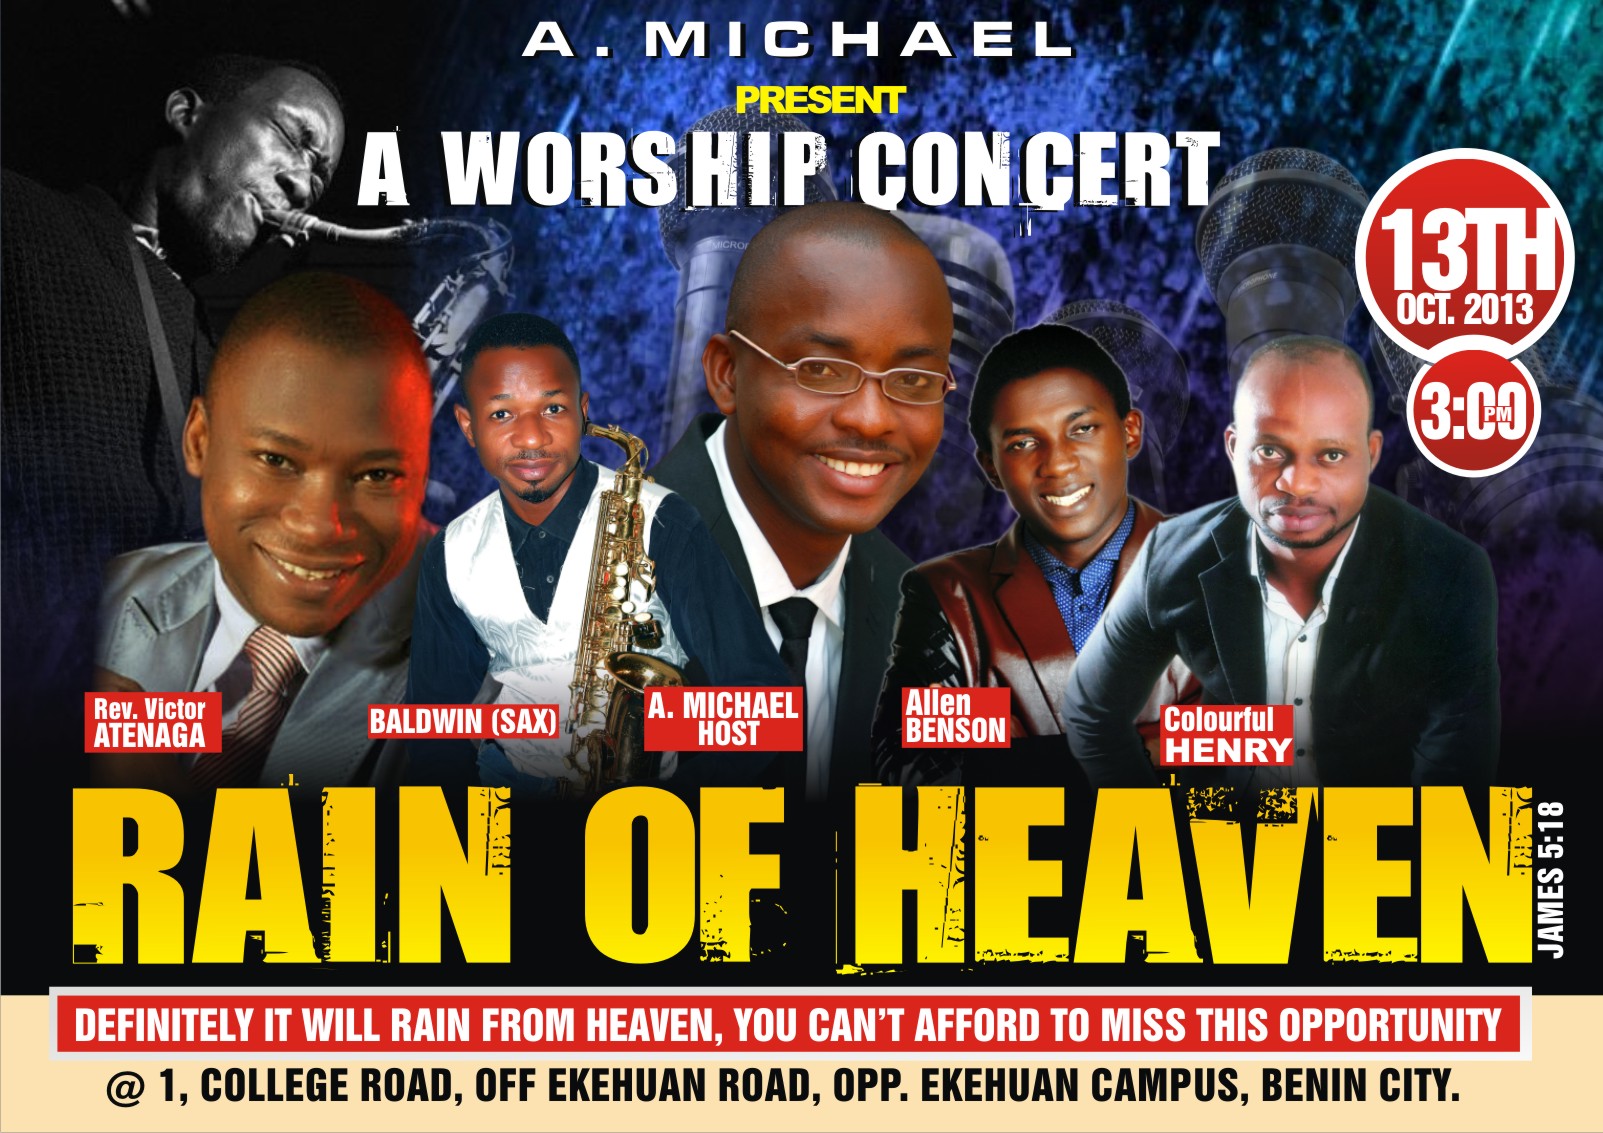 A. MICHAEL
PRESENT
A WORSHIP CONCERT
13TH
OCT. 2013
3:00
PM
MICROPHONE
Rev. Victor
ATENAGA
BALDWIN (SAX)
A. MICHAEL
HOST
Allen
BENSON
Colourful
HENRY
RAIN OF HEAVEN
JAMES 5:18
DEFINITELY IT WILL RAIN FROM HEAVEN, YOU CAN'T AFFORD TO MISS THIS OPPORTUNITY
@ 1, COLLEGE ROAD, OFF EKEHUAN ROAD, OPP. EKEHUAN CAMPUS, BENIN CITY.